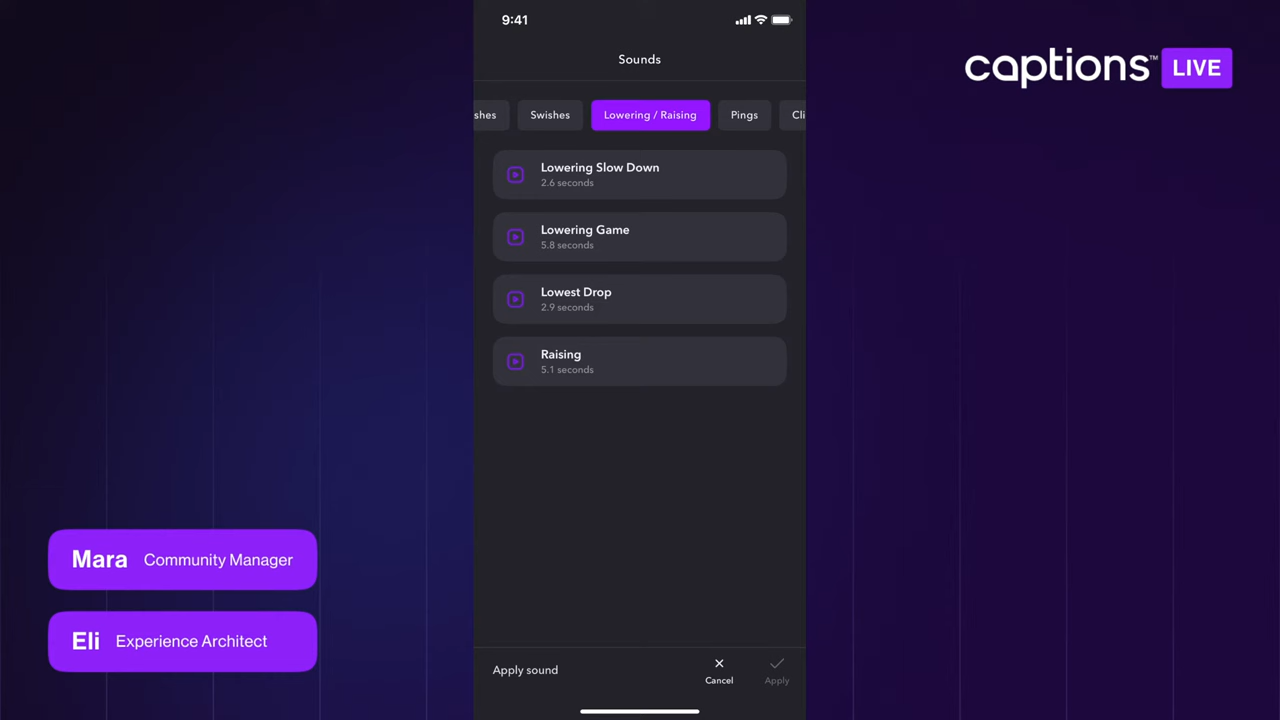 9:41
captions™ LIVE
Sounds
shes Swishes Lowering / Raising Pings Cli
Lowering Slow Down
2.6 seconds
Lowering Game
5.8 seconds
Lowest Drop
2.9 seconds
Raising
5.1 seconds
Mara Community Manager
Eli Experience Architect
Apply sound
Cancel
Apply